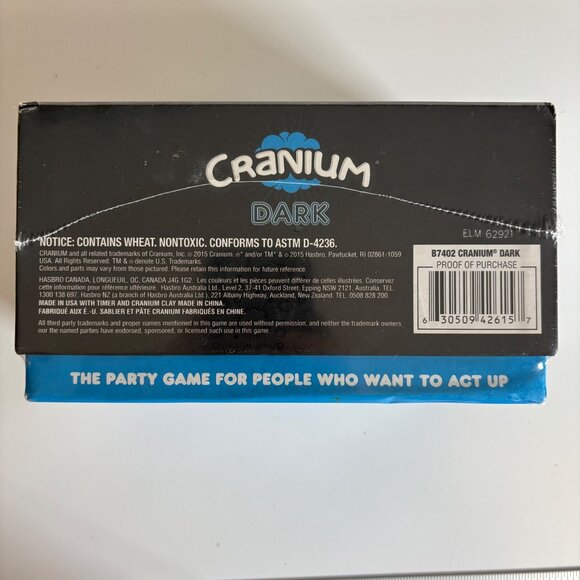 CRANIUM®
DARK
ELM 62921
NOTICE: CONTAINS WHEAT. NONTOXIC. CONFORMS TO ASTM D-4236.
CRANIUM and all related trademarks of Cranium, Inc. © 2015 Cranium. ®* and/or TM* & © 2015 Hasbro, Pawtucket, RI 02861-1059
USA. All Rights Reserved. TM & ® denote U.S. Trademarks.
Colors and parts may vary from those pictured. Please retain this information for future reference.
HASBRO CANADA, LONGUEUIL, QC, CANADA J4G 1G2. Les couleurs et les pièces peuvent différer de celles illustrées. Conservez
cette information pour référence ultérieure. Hasbro Australia Ltd., Level 2, 37-41 Oxford Street, Epping NSW 2121, Australia. TEL.
1300 138 697. Hasbro NZ (a branch of Hasbro Australia Ltd.), 221 Albany Highway, Auckland, New Zealand. TEL. 0508 828 200.
MADE IN USA WITH TIMER AND CRANIUM CLAY MADE IN CHINA.
FABRIQUÉ AUX É.-U. SABLIER ET PÂTE CRANIUM FABRIQUÉS EN CHINE.
All third party trademarks and proper names mentioned in this game are used without permission, and neither the trademark owners
nor the named parties have endorsed, sponsored, or licensed such use in this game.
B7402 CRANIUM® DARK
PROOF OF PURCHASE
6 30509 42615 7
THE PARTY GAME FOR PEOPLE WHO WANT TO ACT UP